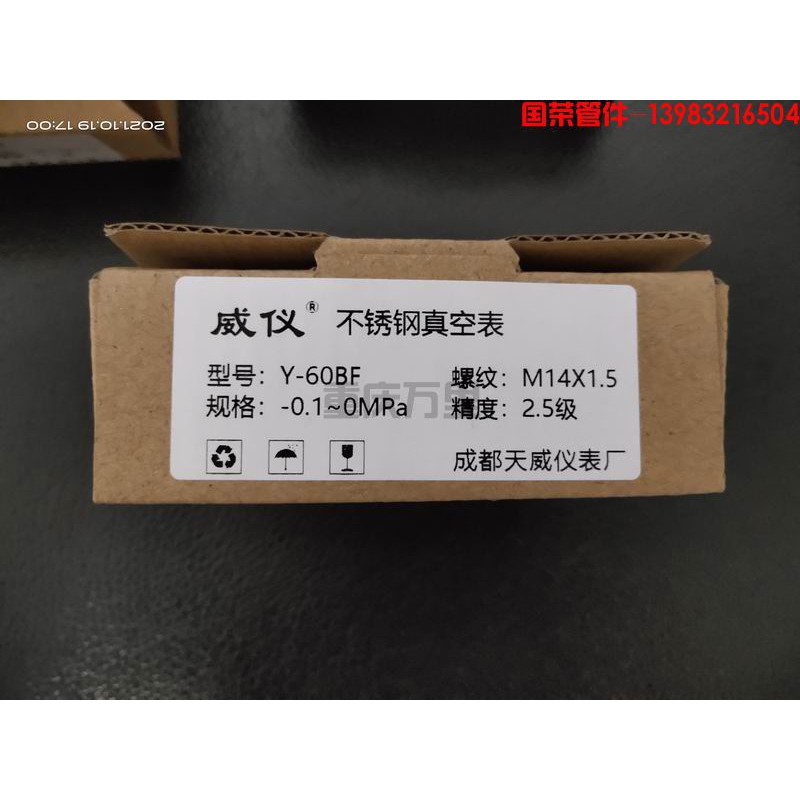 国荣管件--13983216504
2021.10.19 17:00
威仪® 不锈钢真空表
型号: Y-60BF 螺纹: M14X1.5
规格: -0.1~0MPa 精度: 2.5级
成都天威仪表厂